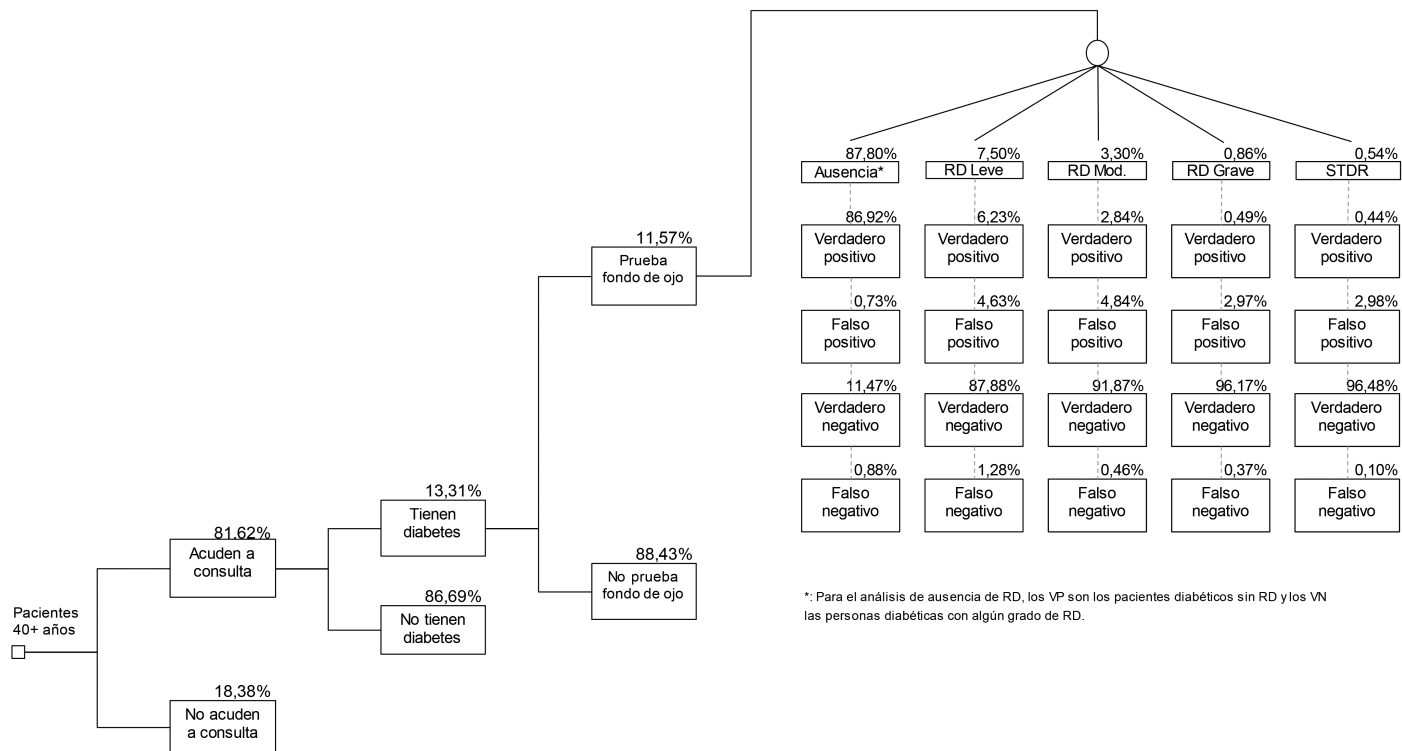 87,80%
Ausencia*
7,50%
RD Leve
3,30%
RD Mod.
0,86%
RD Grave
0,54%
STDR
86,92%
Verdadero
positivo
6,23%
Verdadero
positivo
2,84%
Verdadero
positivo
0,49%
Verdadero
positivo
0,44%
Verdadero
positivo
0,73%
Falso
positivo
4,63%
Falso
positivo
4,84%
Falso
positivo
2,97%
Falso
positivo
2,98%
Falso
positivo
11,47%
Verdadero
negativo
87,88%
Verdadero
negativo
91,87%
Verdadero
negativo
96,17%
Verdadero
negativo
96,48%
Verdadero
negativo
0,88%
Falso
negativo
1,28%
Falso
negativo
0,46%
Falso
negativo
0,37%
Falso
negativo
0,10%
Falso
negativo
11,57%
Prueba
fondo de ojo
13,31%
Tienen
diabetes
81,62%
Acuden a
consulta
88,43%
No prueba
fondo de ojo
86,69%
No tienen
diabetes
Pacientes
40+ años
18,38%
No acuden
a consulta
*: Para el análisis de ausencia de RD, los VP son los pacientes diabéticos sin RD y los VN
las personas diabéticas con algún grado de RD.